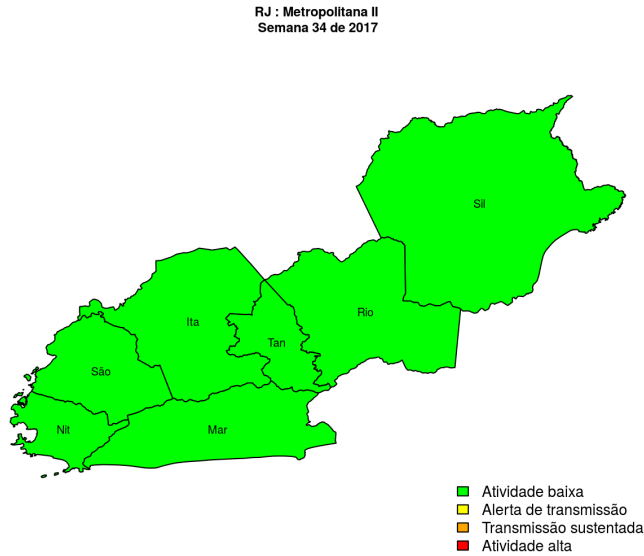 RJ : Metropolitana II
Semana 34 de 2017
Sil
Rio
Ita
Tan
São
Nit
Mar
Atividade baixa
Alerta de transmissão
Transmissão sustentada
Atividade alta